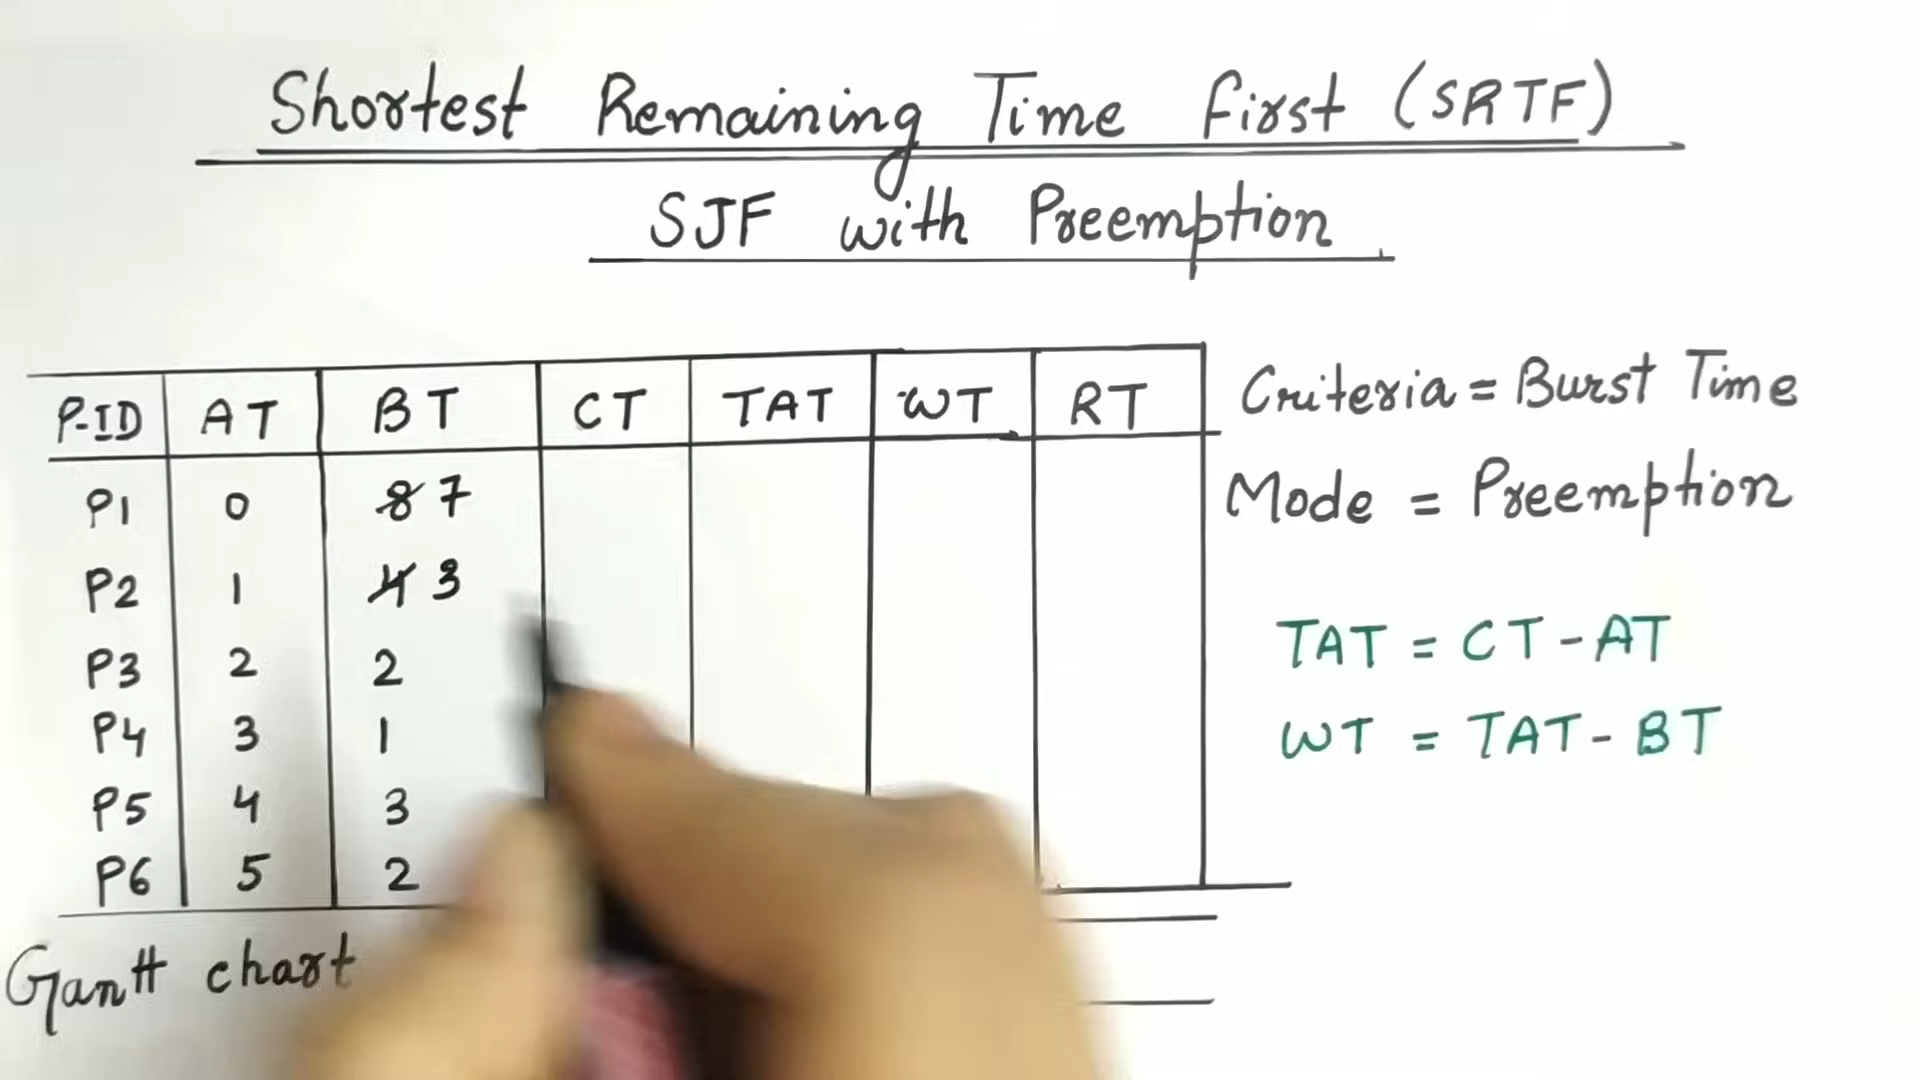 Shortest Remaining Time First (SRTF)
SJF with Preemption
P-ID AT BT CT TAT WT RT
P1 0 8 7
P2 1 4 3
P3 2 2
P4 3 1
P5 4 3
P6 5 2
Criteria = Burst Time
Mode = Preemption
TAT = CT - AT
WT = TAT - BT
Gantt chart